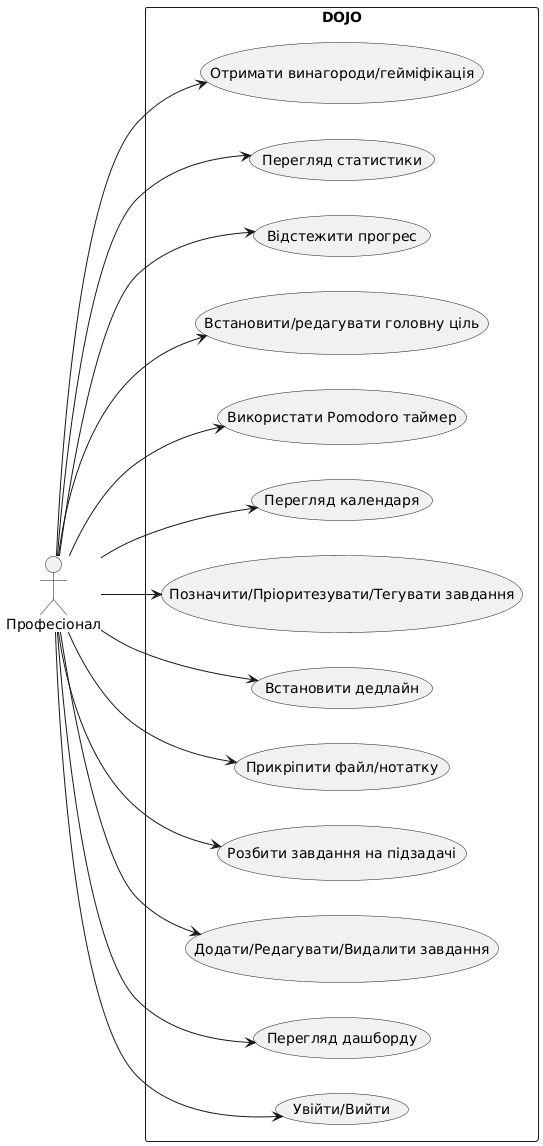 DOJO
Отримати винагороди/гейміфікація
Перегляд статистики
Відстежити прогрес
Встановити/редагувати головну ціль
Використати Pomodoro таймер
Перегляд календаря
Позначити/Пріоритезувати/Тегувати завдання
Професіонал
Встановити дедлайн
Прикріпити файл/нотатку
Розбити завдання на підзадачі
Додати/Редагувати/Видалити завдання
Перегляд дашборду
Увійти/Вийти